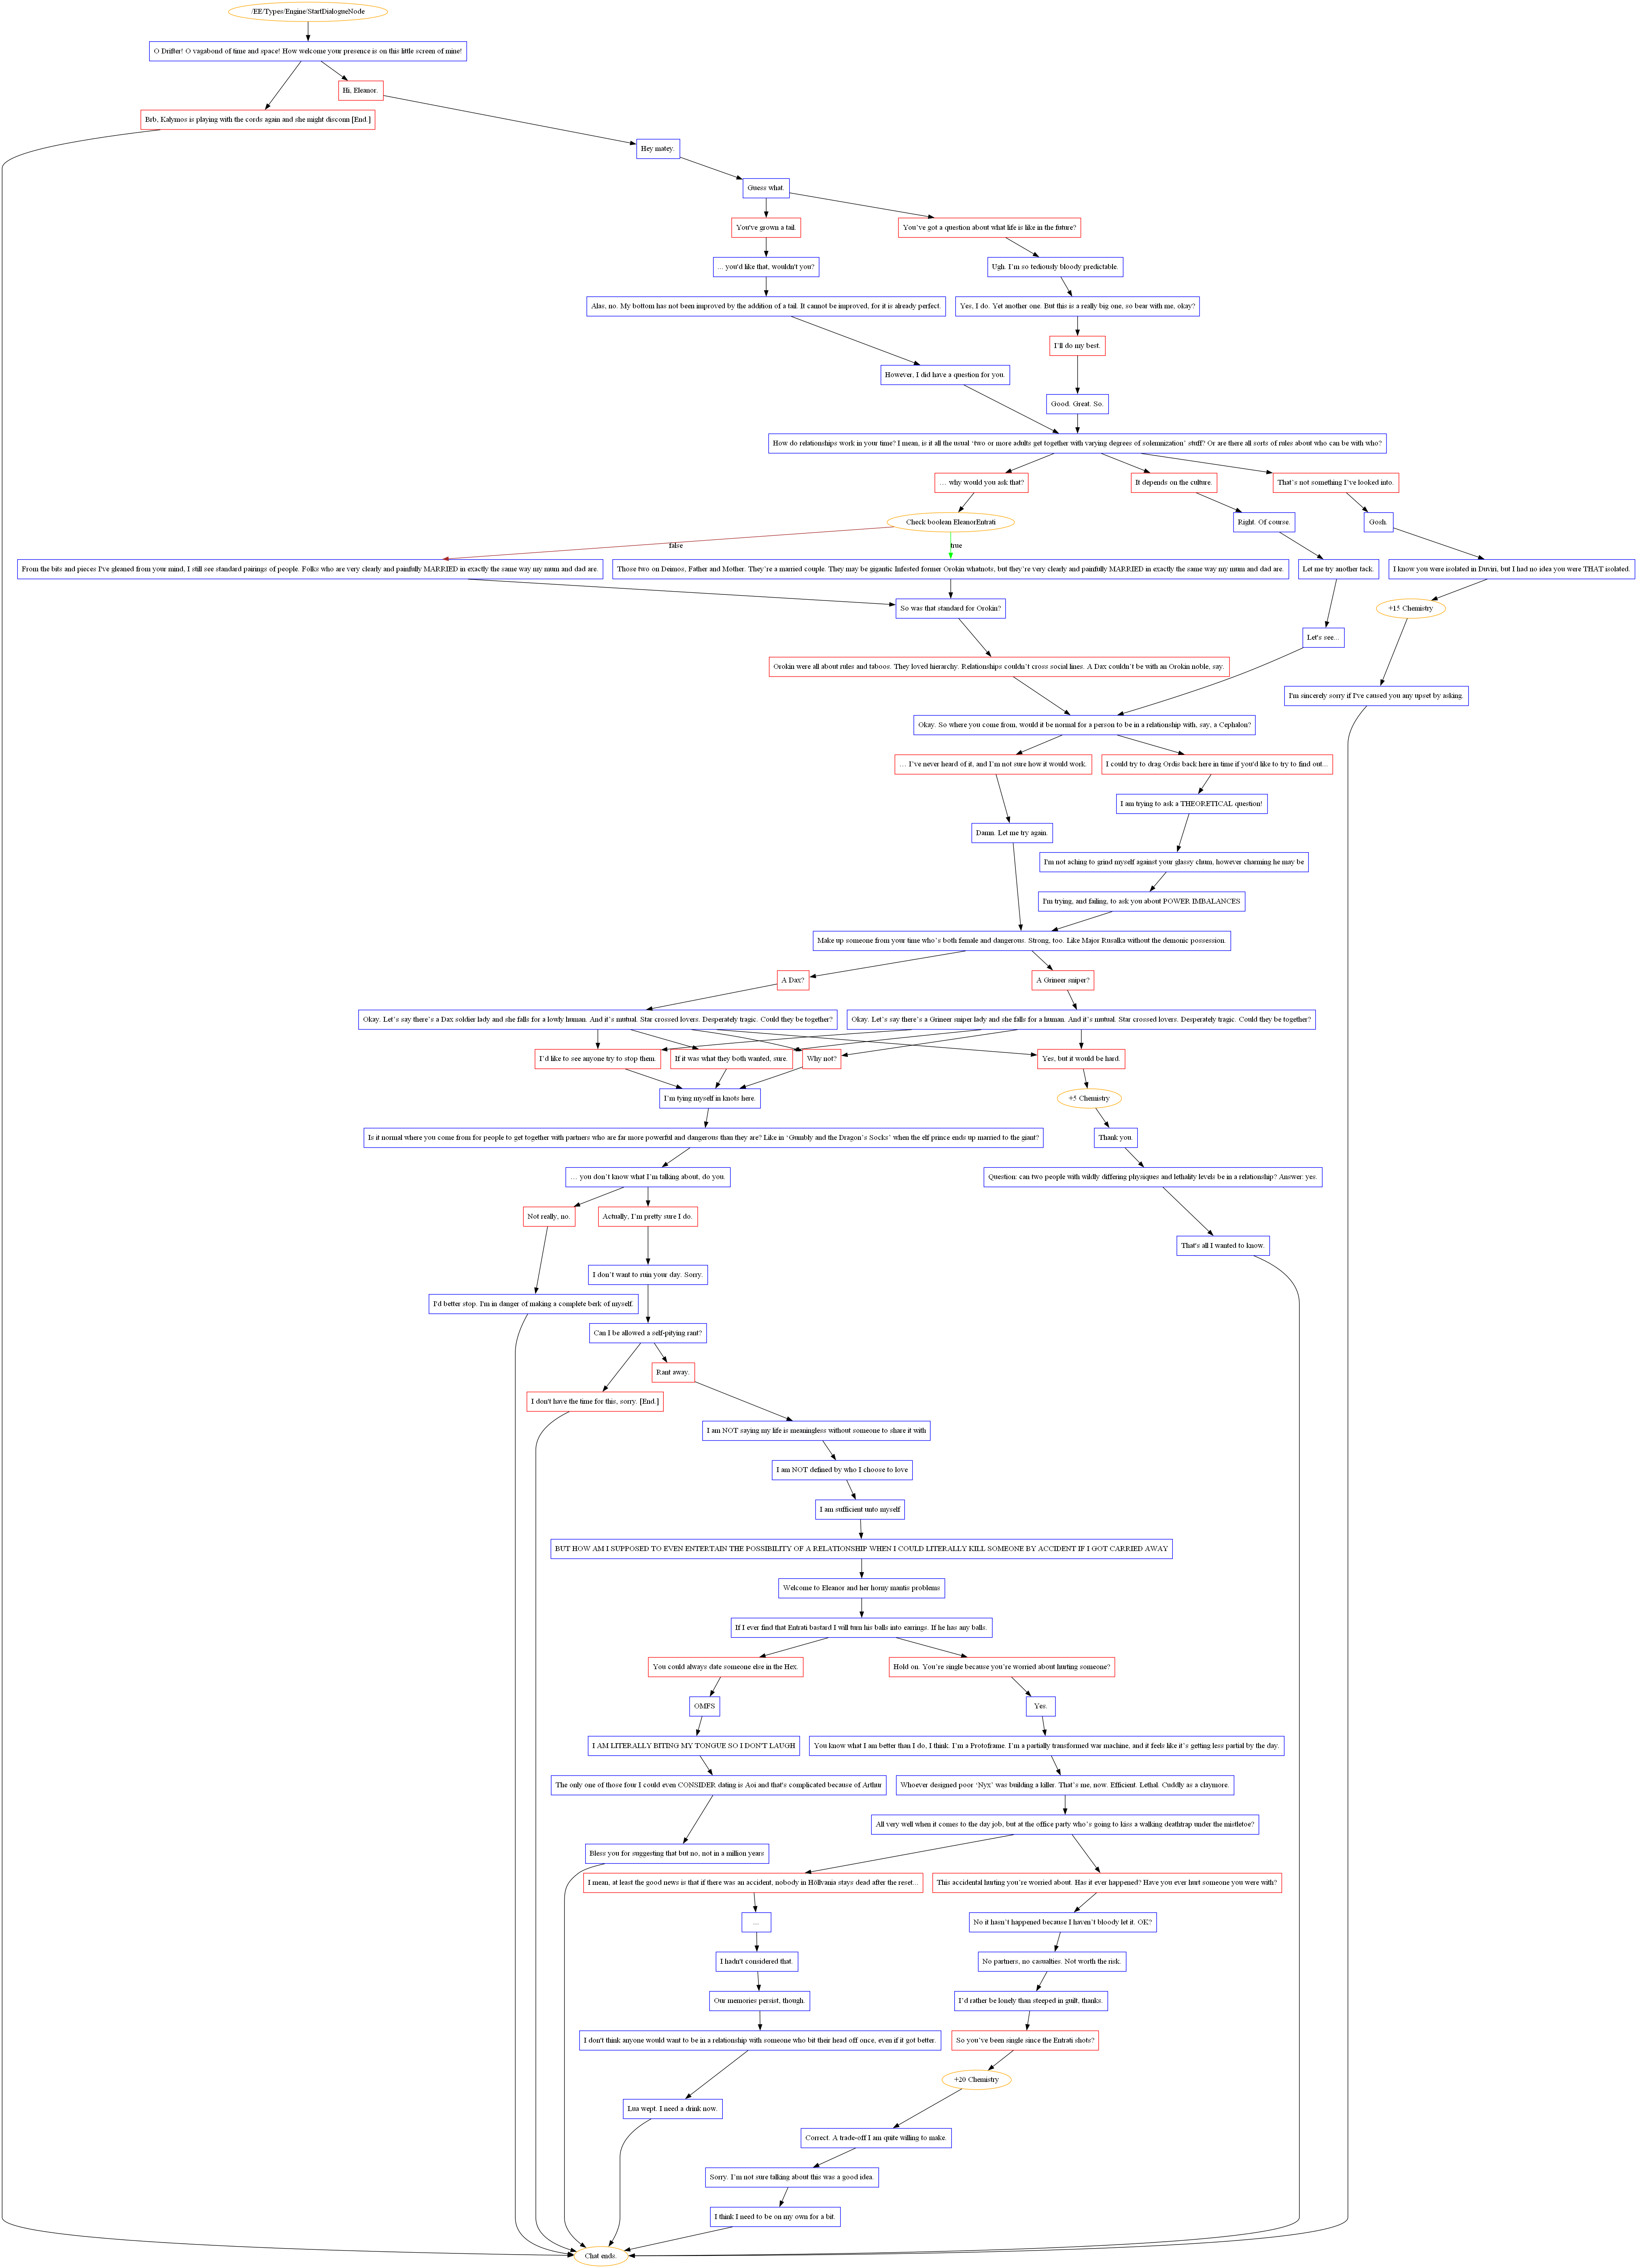 /EE/Types/Engine/StartDialogueNode
O Drifter! O vagabond of time and space! How welcome your presence is on this little screen of mine!
Hi, Eleanor.
Brb, Kalymos is playing with the cords again and she might disconn [End.]
Hey matey.
Guess what.
You've grown a tail.
You’ve got a question about what life is like in the future?
... you'd like that, wouldn't you?
Ugh. I’m so tediously bloody predictable.
Alas, no. My bottom has not been improved by the addition of a tail. It cannot be improved, for it is already perfect.
Yes, I do. Yet another one. But this is a really big one, so bear with me, okay?
I’ll do my best.
However, I did have a question for you.
Good. Great. So.
How do relationships work in your time? I mean, is it all the usual ‘two or more adults get together with varying degrees of solemnization’ stuff? Or are there all sorts of rules about who can be with who?
… why would you ask that?
It depends on the culture.
That’s not something I’ve looked into.
Check boolean EleanorEntrati
Right. Of course.
Gosh.
false
true
From the bits and pieces I've gleaned from your mind, I still see standard pairings of people. Folks who are very clearly and painfully MARRIED in exactly the same way my mum and dad are.
Those two on Deimos, Father and Mother. They’re a married couple. They may be gigantic Infested former Orokin whatnots, but they’re very clearly and painfully MARRIED in exactly the same way my mum and dad are.
Let me try another tack.
I know you were isolated in Duviri, but I had no idea you were THAT isolated.
So was that standard for Orokin?
+15 Chemistry
Let's see...
Orokin were all about rules and taboos. They loved hierarchy. Relationships couldn’t cross social lines. A Dax couldn’t be with an Orokin noble, say.
I'm sincerely sorry if I've caused you any upset by asking.
Okay. So where you come from, would it be normal for a person to be in a relationship with, say, a Cephalon?
… I’ve never heard of it, and I’m not sure how it would work.
I could try to drag Ordis back here in time if you'd like to try to find out...
I am trying to ask a THEORETICAL question!
Damn. Let me try again.
I'm not aching to grind myself against your glassy chum, however charming he may be
I'm trying, and failing, to ask you about POWER IMBALANCES
Make up someone from your time who’s both female and dangerous. Strong, too. Like Major Rusalka without the demonic possession.
A Dax?
A Grineer sniper?
Okay. Let’s say there’s a Dax soldier lady and she falls for a lowly human. And it’s mutual. Star crossed lovers. Desperately tragic. Could they be together?
Okay. Let’s say there’s a Grineer sniper lady and she falls for a human. And it’s mutual. Star crossed lovers. Desperately tragic. Could they be together?
I’d like to see anyone try to stop them.
If it was what they both wanted, sure.
Why not?
Yes, but it would be hard.
I’m tying myself in knots here.
+5 Chemistry
Is it normal where you come from for people to get together with partners who are far more powerful and dangerous than they are? Like in ‘Gumbly and the Dragon’s Socks’ when the elf prince ends up married to the giant?
Thank you.
… you don’t know what I’m talking about, do you.
Question: can two people with wildly differing physiques and lethality levels be in a relationship? Answer: yes.
Not really, no.
Actually, I’m pretty sure I do.
That's all I wanted to know.
I don’t want to ruin your day. Sorry.
I'd better stop. I'm in danger of making a complete berk of myself.
Can I be allowed a self-pitying rant?
Rant away.
I don't have the time for this, sorry. [End.]
I am NOT saying my life is meaningless without someone to share it with
I am NOT defined by who I choose to love
I am sufficient unto myself
BUT HOW AM I SUPPOSED TO EVEN ENTERTAIN THE POSSIBILITY OF A RELATIONSHIP WHEN I COULD LITERALLY KILL SOMEONE BY ACCIDENT IF I GOT CARRIED AWAY
Welcome to Eleanor and her horny mantis problems
If I ever find that Entrati bastard I will turn his balls into earrings. If he has any balls.
You could always date someone else in the Hex.
Hold on. You’re single because you’re worried about hurting someone?
OMFS
Yes.
I AM LITERALLY BITING MY TONGUE SO I DON'T LAUGH
You know what I am better than I do, I think. I’m a Protoframe. I’m a partially transformed war machine, and it feels like it’s getting less partial by the day.
The only one of those four I could even CONSIDER dating is Aoi and that's complicated because of Arthur
Whoever designed poor ‘Nyx’ was building a killer. That’s me, now. Efficient. Lethal. Cuddly as a claymore.
All very well when it comes to the day job, but at the office party who’s going to kiss a walking deathtrap under the mistletoe?
Bless you for suggesting that but no, not in a million years
I mean, at least the good news is that if there was an accident, nobody in Höllvania stays dead after the reset...
This accidental hurting you’re worried about. Has it ever happened? Have you ever hurt someone you were with?
...
No it hasn’t happened because I haven’t bloody let it. OK?
I hadn't considered that.
No partners, no casualties. Not worth the risk.
Our memories persist, though.
I’d rather be lonely than steeped in guilt, thanks.
I don't think anyone would want to be in a relationship with someone who bit their head off once, even if it got better.
So you’ve been single since the Entrati shots?
+20 Chemistry
Lua wept. I need a drink now.
Correct. A trade-off I am quite willing to make.
Sorry. I’m not sure talking about this was a good idea.
I think I need to be on my own for a bit.
Chat ends.